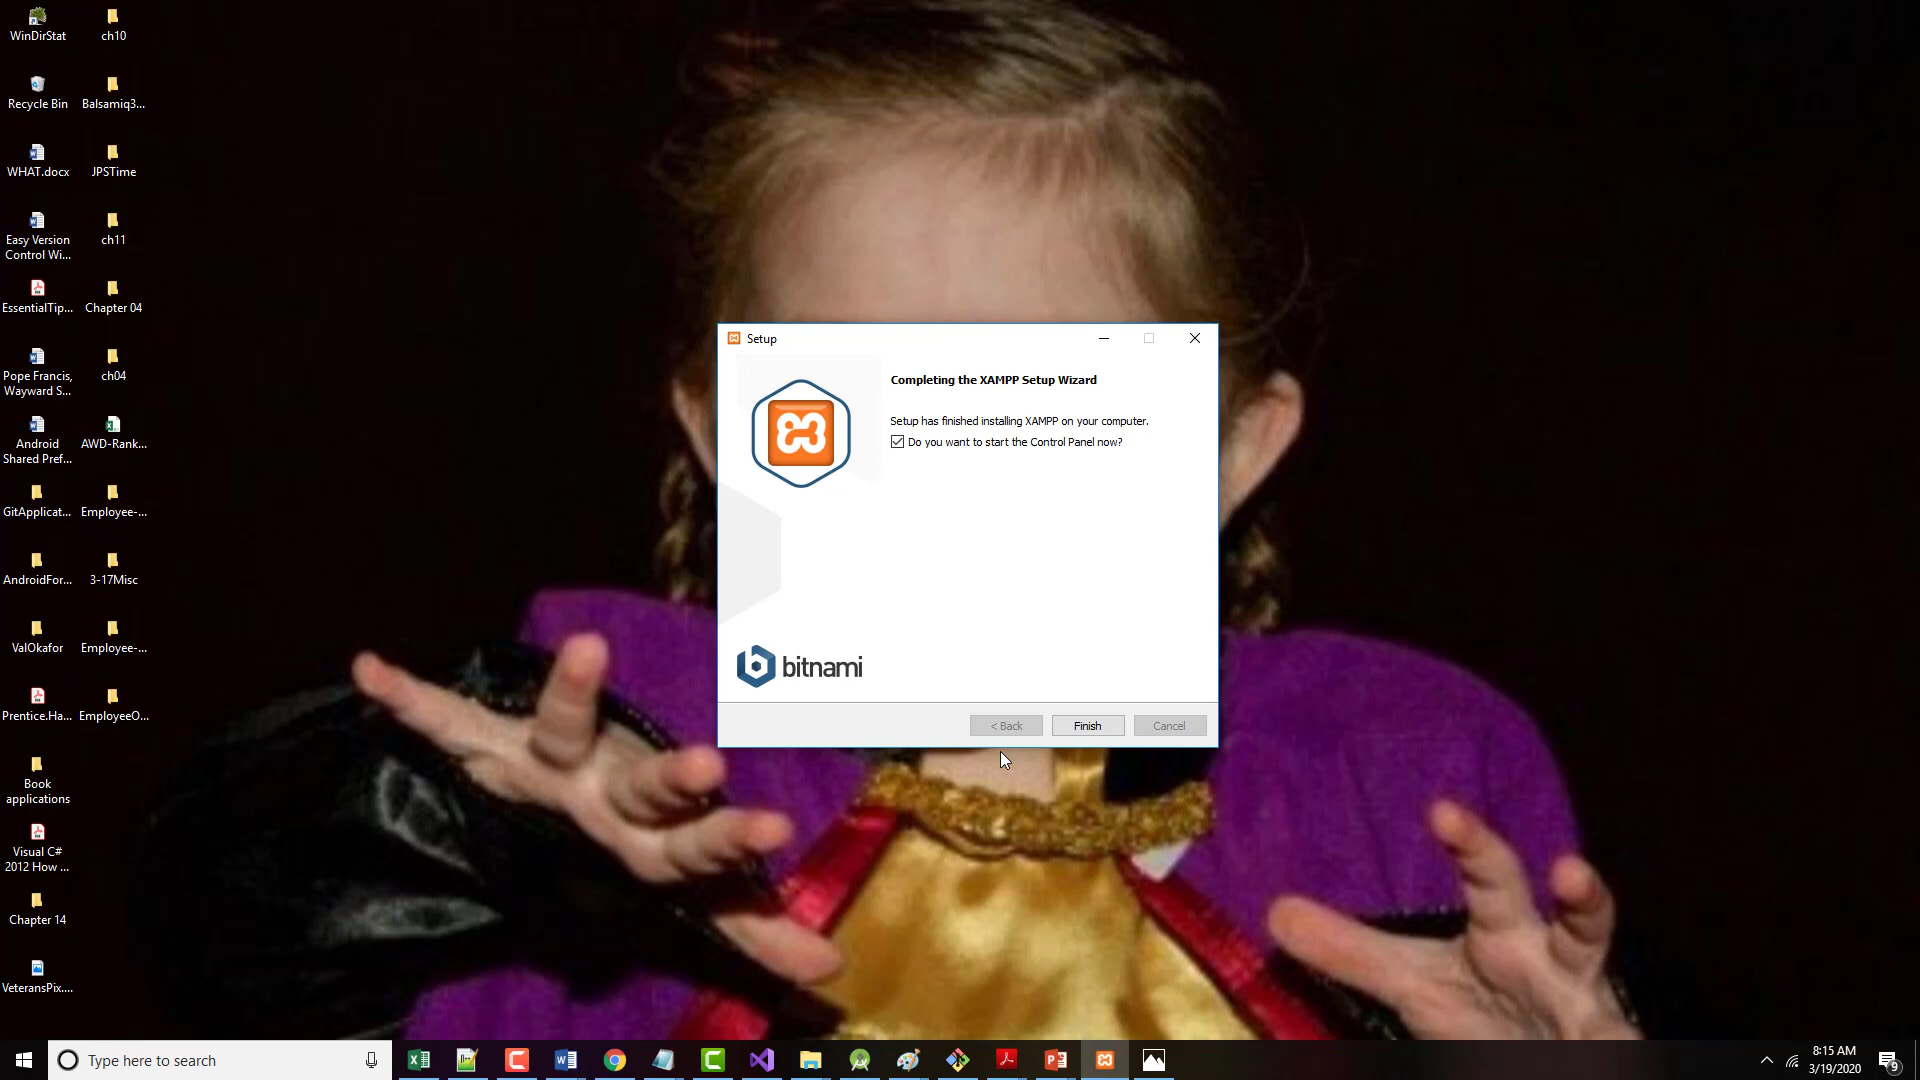 WinDirStat
ch10
Recycle Bin
Balsamiq3...
WHAT.docx
JPSTime
Easy Version
Control Wi...
ch11
EssentialTip...
Chapter 04
Pope Francis,
Wayward S...
ch04
Android
Shared Pref...
AWD-Rank...
GitApplicat...
Employee-...
AndroidFor...
3-17Misc
ValOkafor
Employee-...
Prentice.Ha...
EmployeeO...
Book
applications
Visual C#
2012 How ...
Chapter 14
VeteransPix....
Setup
Completing the XAMPP Setup Wizard
Setup has finished installing XAMPP on your computer.
Do you want to start the Control Panel now?
bitnami
< Back
Finish
Cancel
Type here to search
8:15 AM
3/19/2020
9